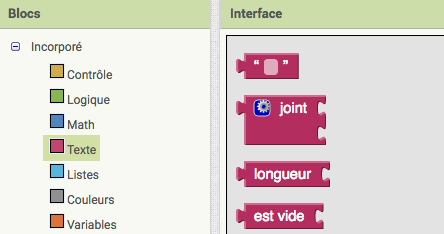 Blocs
Interface
Incorporé
Contrôle
Logique
Math
Texte
Listes
Couleurs
Variables
“ ”
joint
longueur
est vide